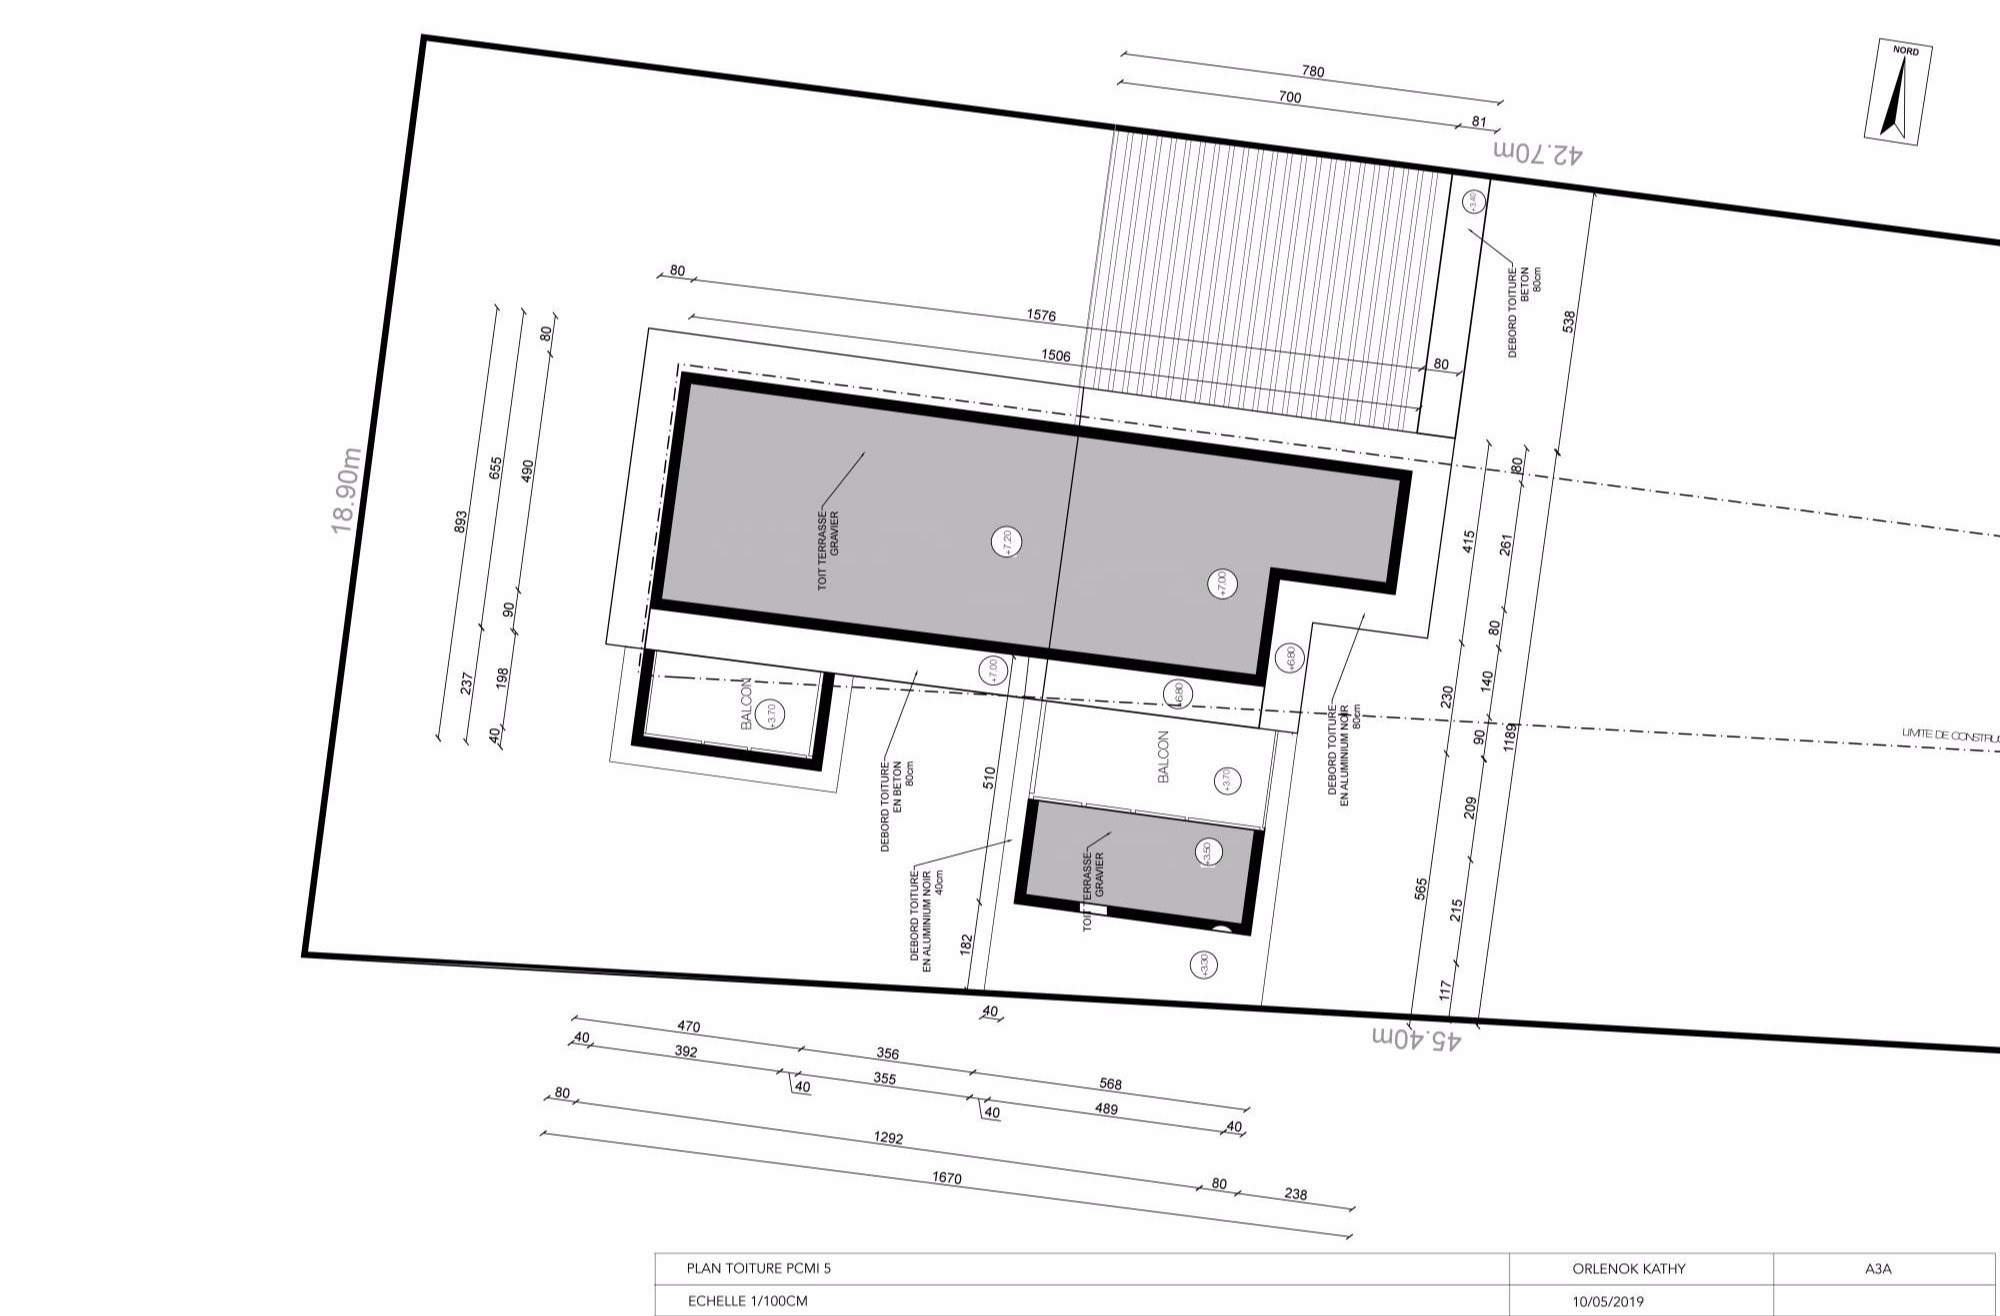 NORD
780
700
81
42.70m
+3.40
DEBORD TOITURE
BETON
80cm
538
80
1576
1506
80
80
893
655
490
90
237
198
40
18.90m
TOIT TERRASSE
GRAVIER
+7.20
+7.00
+7.00
+6.80
+6.80
BALCON
+3.70
BALCON
+3.70
DEBORD TOITURE
EN BETON
80cm
DEBORD TOITURE
EN ALUMINIUM NOIR
80cm
DEBORD TOITURE
EN ALUMINIUM NOIR
40cm
TOIT TERRASSE
GRAVIER
+3.50
+3.30
510
182
80
415
261
80
140
230
90
1189
209
565
215
117
LIMITE DE CONSTRUC
45.40m
40
470
356
568
40
392
40
355
40
489
40
80
1292
80
238
1670
PLAN TOITURE PCMI 5
ORLENOK KATHY
A3A
ECHELLE 1/100CM
10/05/2019